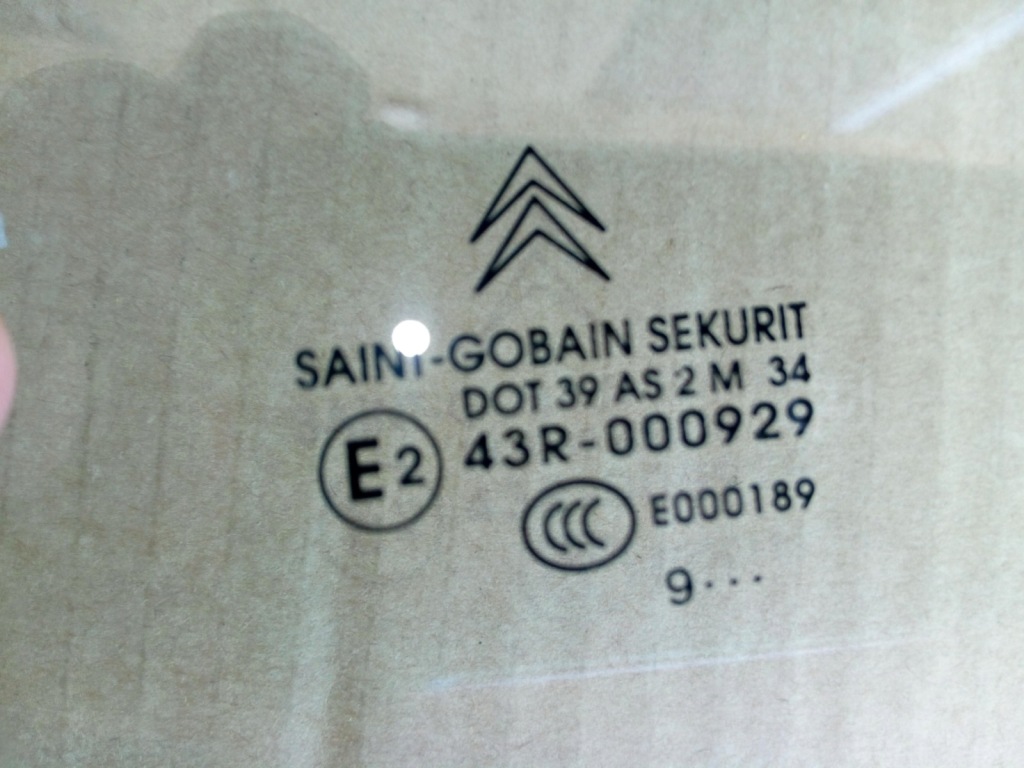 SAINT-GOBAIN SEKURIT
DOT 39 AS 2 M 34
E2 43R-000929
CCC E000189
9...